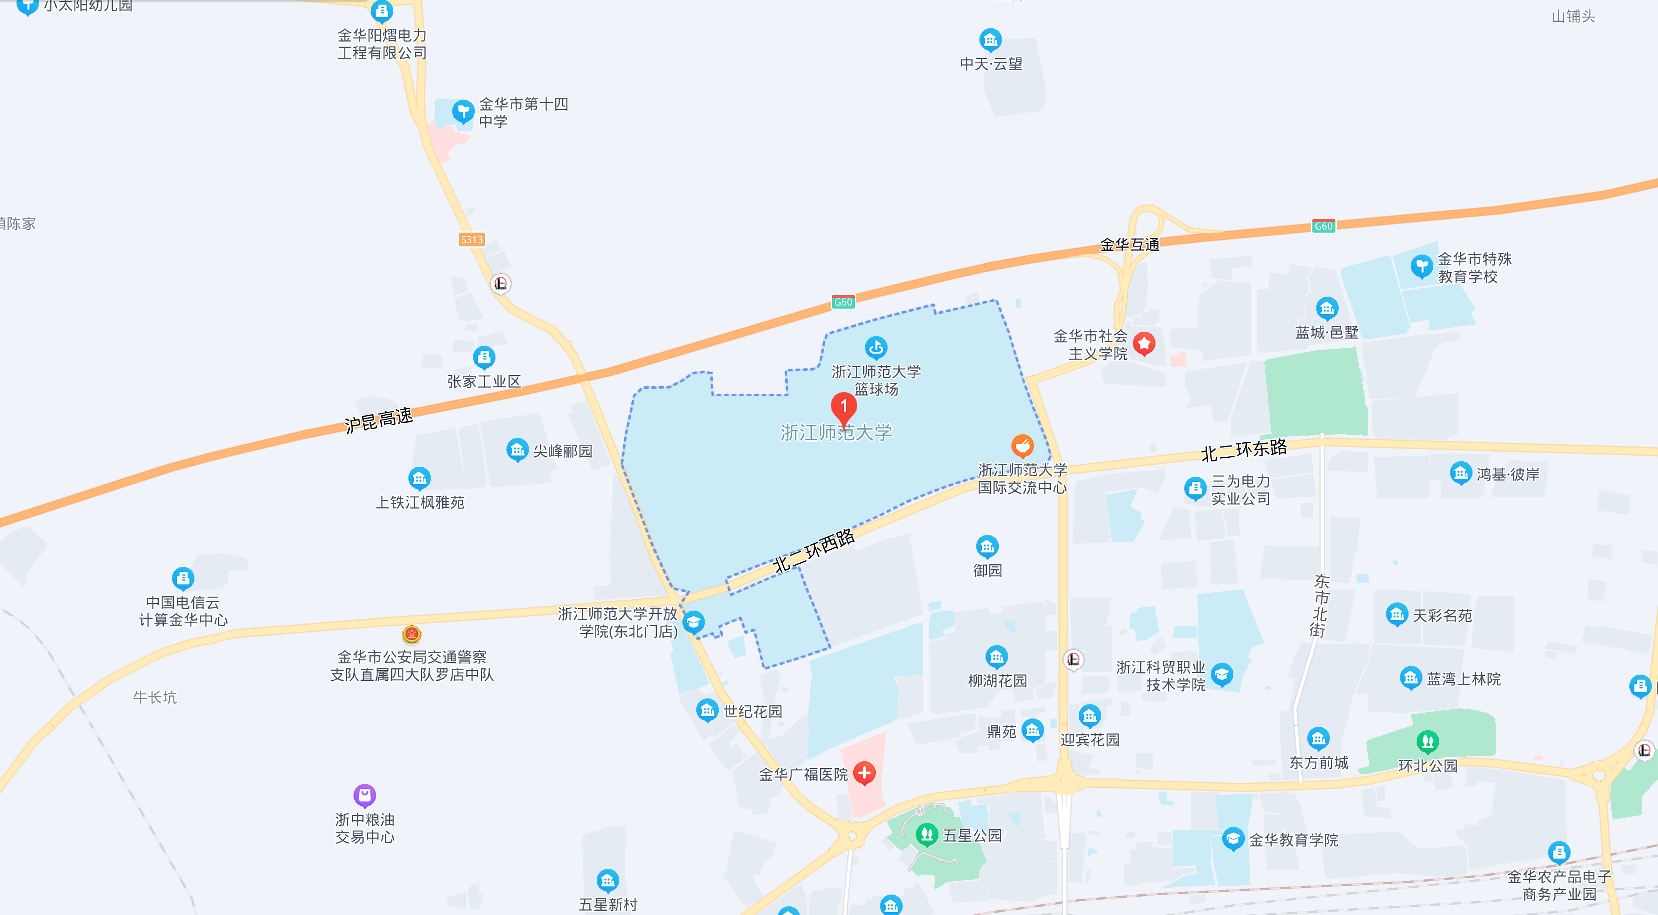 小太阳幼儿园
金华阳熠电力
工程有限公司
中天·云望
山铺头
金华市第十四
中学
镇陈家
S313
G60
金华互通
G60
金华市特殊
教育学校
蓝城·邑墅
金华市社会
主义学院
浙江师范大学
篮球场
张家工业区
沪昆高速
1
浙江师范大学
尖峰郦园
上铁江枫雅苑
浙江师范大学
国际交流中心
北二环东路
三为电力
实业公司
鸿基·彼岸
北二环西路
御园
中国电信云
计算金华中心
浙江师范大学开放
学院(东北门店)
东市北街
天彩名苑
金华市公安局交通警察
支队直属四大队罗店中队
牛长坑
柳湖花园
浙江科贸职业
技术学院
蓝湾上林院
世纪花园
鼎苑
迎宾花园
东方前城
环北公园
金华广福医院
浙中粮油
交易中心
五星公园
金华教育学院
五星新村
金华农产品电子
商务产业园